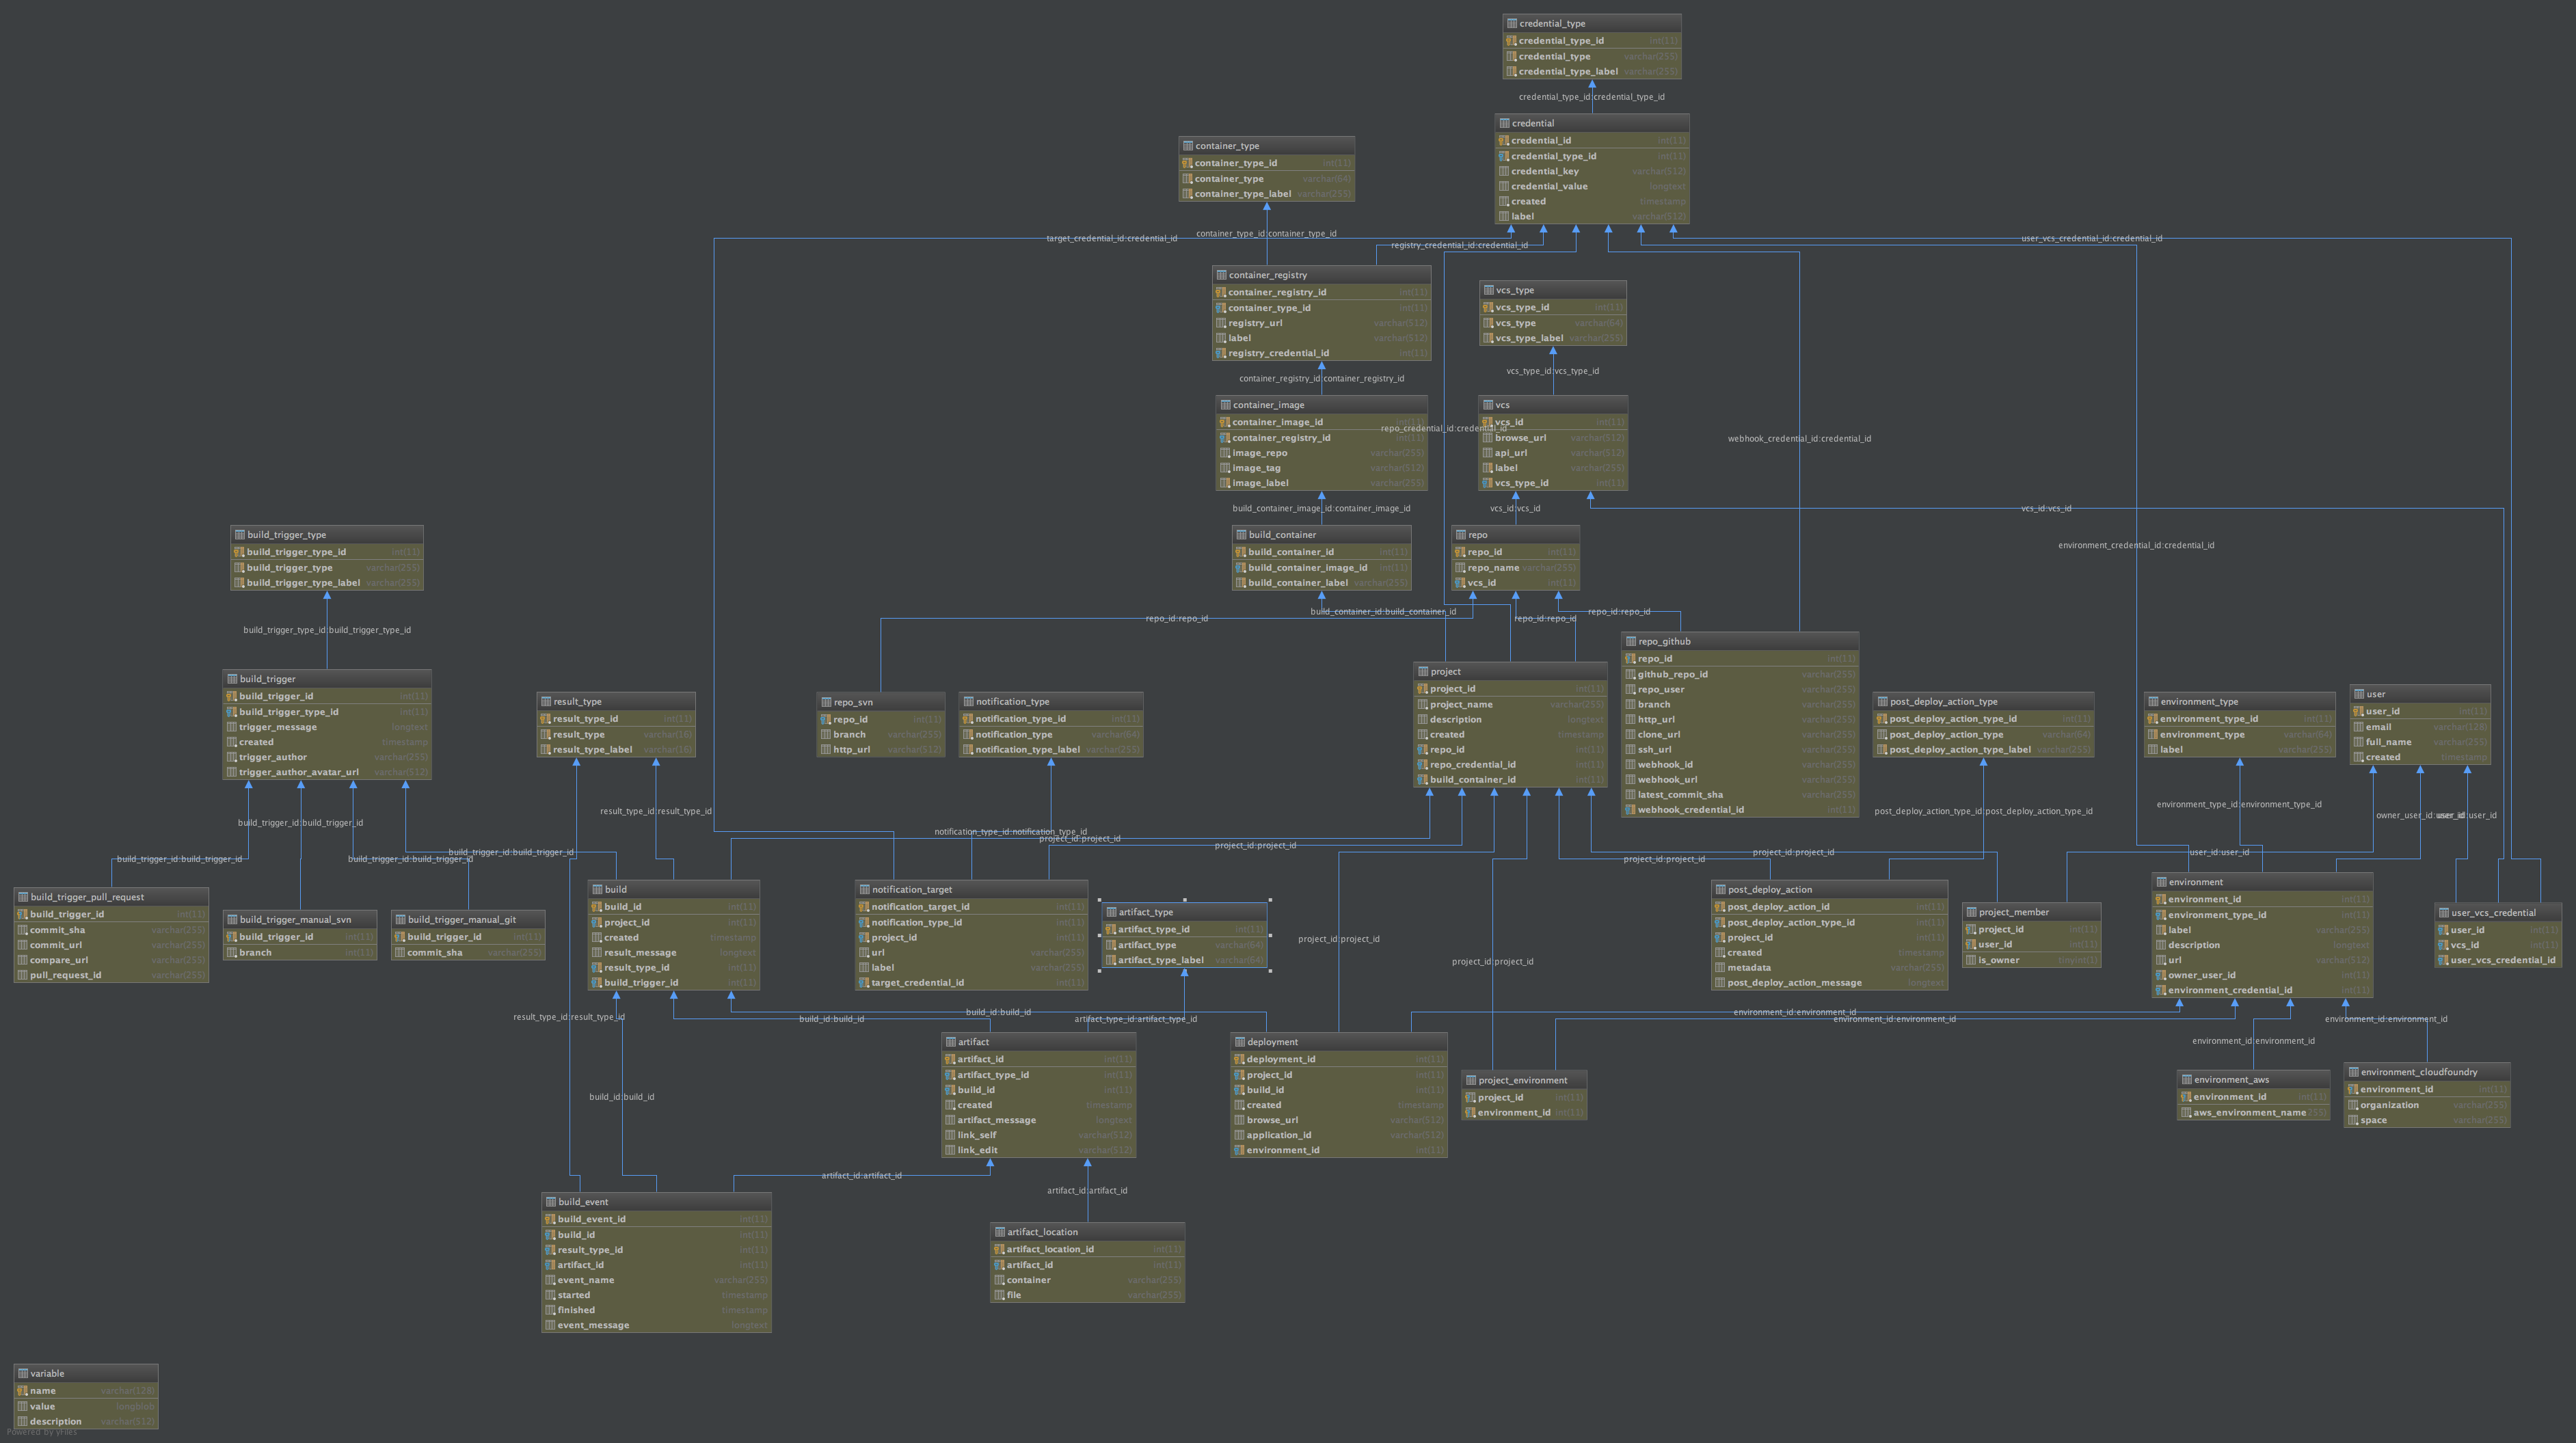 credential_type
credential_type_id int(11)
credential_type varchar(255)
credential_type_label varchar(255)
credential_type_id:credential_type_id
credential
credential_id int(11)
credential_type_id int(11)
credential_key varchar(512)
credential_value longtext
created timestamp
label varchar(512)
container_type
container_type_id int(11)
container_type varchar(64)
container_type_label varchar(255)
target_credential_id:credential_id
container_type_id:container_type_id
registry_credential_id:credential_id
user_vcs_credential_id:credential_id
container_registry
container_registry_id int(11)
container_type_id int(11)
registry_url varchar(512)
label varchar(512)
registry_credential_id int(11)
vcs_type
vcs_type_id int(11)
vcs_type varchar(64)
vcs_type_label varchar(255)
container_registry_id:container_registry_id
vcs_type_id:vcs_type_id
container_image
container_image_id int(11)
container_registry_id int(11)
image_repo varchar(255)
image_tag varchar(512)
image_label varchar(255)
repo_credential_id:credential_id
vcs
vcs_id int(11)
browse_url varchar(512)
api_url varchar(512)
label varchar(255)
vcs_type_id int(11)
webhook_credential_id:credential_id
build_container_image_id:container_image_id
vcs_id:vcs_id
vcs_id:vcs_id
environment_credential_id:credential_id
build_trigger_type
build_trigger_type_id int(11)
build_trigger_type varchar(255)
build_trigger_type_label varchar(255)
build_container
build_container_id int(11)
build_container_image_id int(11)
build_container_label varchar(255)
repo
repo_id int(11)
repo_name varchar(255)
vcs_id int(11)
build_trigger_type_id:build_trigger_type_id
repo_id:repo_id
build_container_id:build_container_id
repo_id:repo_id
repo_id:repo_id
build_trigger
build_trigger_id int(11)
build_trigger_type_id int(11)
trigger_message longtext
created timestamp
trigger_author varchar(255)
trigger_author_avatar_url varchar(512)
result_type
result_type_id int(11)
result_type varchar(16)
result_type_label varchar(16)
repo_svn
repo_id int(11)
branch varchar(255)
http_url varchar(512)
notification_type
notification_type_id int(11)
notification_type varchar(64)
notification_type_label varchar(255)
project
project_id int(11)
project_name varchar(255)
description longtext
created timestamp
repo_id int(11)
repo_credential_id int(11)
build_container_id int(11)
repo_github
repo_id int(11)
github_repo_id varchar(255)
repo_user varchar(255)
branch varchar(255)
http_url varchar(255)
clone_url varchar(255)
ssh_url varchar(255)
webhook_id varchar(255)
webhook_url varchar(255)
latest_commit_sha varchar(255)
webhook_credential_id int(11)
post_deploy_action_type
post_deploy_action_type_id int(11)
post_deploy_action_type varchar(64)
post_deploy_action_type_label varchar(255)
environment_type
environment_type_id int(11)
environment_type varchar(64)
label varchar(255)
user
user_id int(11)
email varchar(128)
full_name varchar(255)
created timestamp
build_trigger_id:build_trigger_id
result_type_id:result_type_id
notification_type_id:notification_type_id
project_id:project_id
project_id:project_id
post_deploy_action_type_id:post_deploy_action_type_id
environment_type_id:environment_type_id
owner_user_id:user_id
user_id:user_id
build_trigger_id:build_trigger_id
build_trigger_id:build_trigger_id
build_trigger_id:build_trigger_id
project_id:project_id
project_id:project_id
user_id:user_id
build_trigger_pull_request
build_trigger_id int(11)
commit_sha varchar(255)
commit_url varchar(255)
compare_url varchar(255)
pull_request_id varchar(255)
build_trigger_manual_svn
build_trigger_id int(11)
branch int(11)
build_trigger_manual_git
build_trigger_id int(11)
commit_sha varchar(255)
build
build_id int(11)
project_id int(11)
created timestamp
result_message longtext
result_type_id int(11)
build_trigger_id int(11)
notification_target
notification_target_id int(11)
notification_type_id int(11)
project_id int(11)
url varchar(255)
label varchar(255)
target_credential_id int(11)
artifact_type
artifact_type_id int(11)
artifact_type varchar(64)
artifact_type_label varchar(64)
project_id:project_id
project_id:project_id
post_deploy_action
post_deploy_action_id int(11)
post_deploy_action_type_id int(11)
project_id int(11)
created timestamp
metadata varchar(255)
post_deploy_action_message longtext
project_member
project_id int(11)
user_id int(11)
is_owner tinyint(1)
environment
environment_id int(11)
environment_type_id int(11)
label varchar(255)
description longtext
url varchar(512)
owner_user_id int(11)
environment_credential_id int(11)
user_vcs_credential
user_id int(11)
vcs_id int(11)
user_vcs_credential_id int(11)
result_type_id:result_type_id
build_id:build_id
build_id:build_id
artifact_type_id:artifact_type_id
environment_id:environment_id
environment_id:environment_id
environment_id:environment_id
environment_id:environment_id
artifact
artifact_id int(11)
artifact_type_id int(11)
build_id int(11)
created timestamp
artifact_message longtext
link_self varchar(512)
link_edit varchar(512)
deployment
deployment_id int(11)
project_id int(11)
build_id int(11)
created timestamp
browse_url varchar(512)
application_id varchar(512)
environment_id int(11)
project_environment
project_id int(11)
environment_id int(11)
environment_aws
environment_id int(11)
aws_environment_name 255)
environment_cloudfoundry
environment_id int(11)
organization varchar(255)
space varchar(255)
build_id:build_id
artifact_id:artifact_id
artifact_id:artifact_id
build_event
build_event_id int(11)
build_id int(11)
result_type_id int(11)
artifact_id int(11)
event_name varchar(255)
started timestamp
finished timestamp
event_message longtext
artifact_location
artifact_location_id int(11)
artifact_id int(11)
container varchar(255)
file varchar(255)
variable
name varchar(128)
value longblob
description varchar(512)
Powered by yFiles